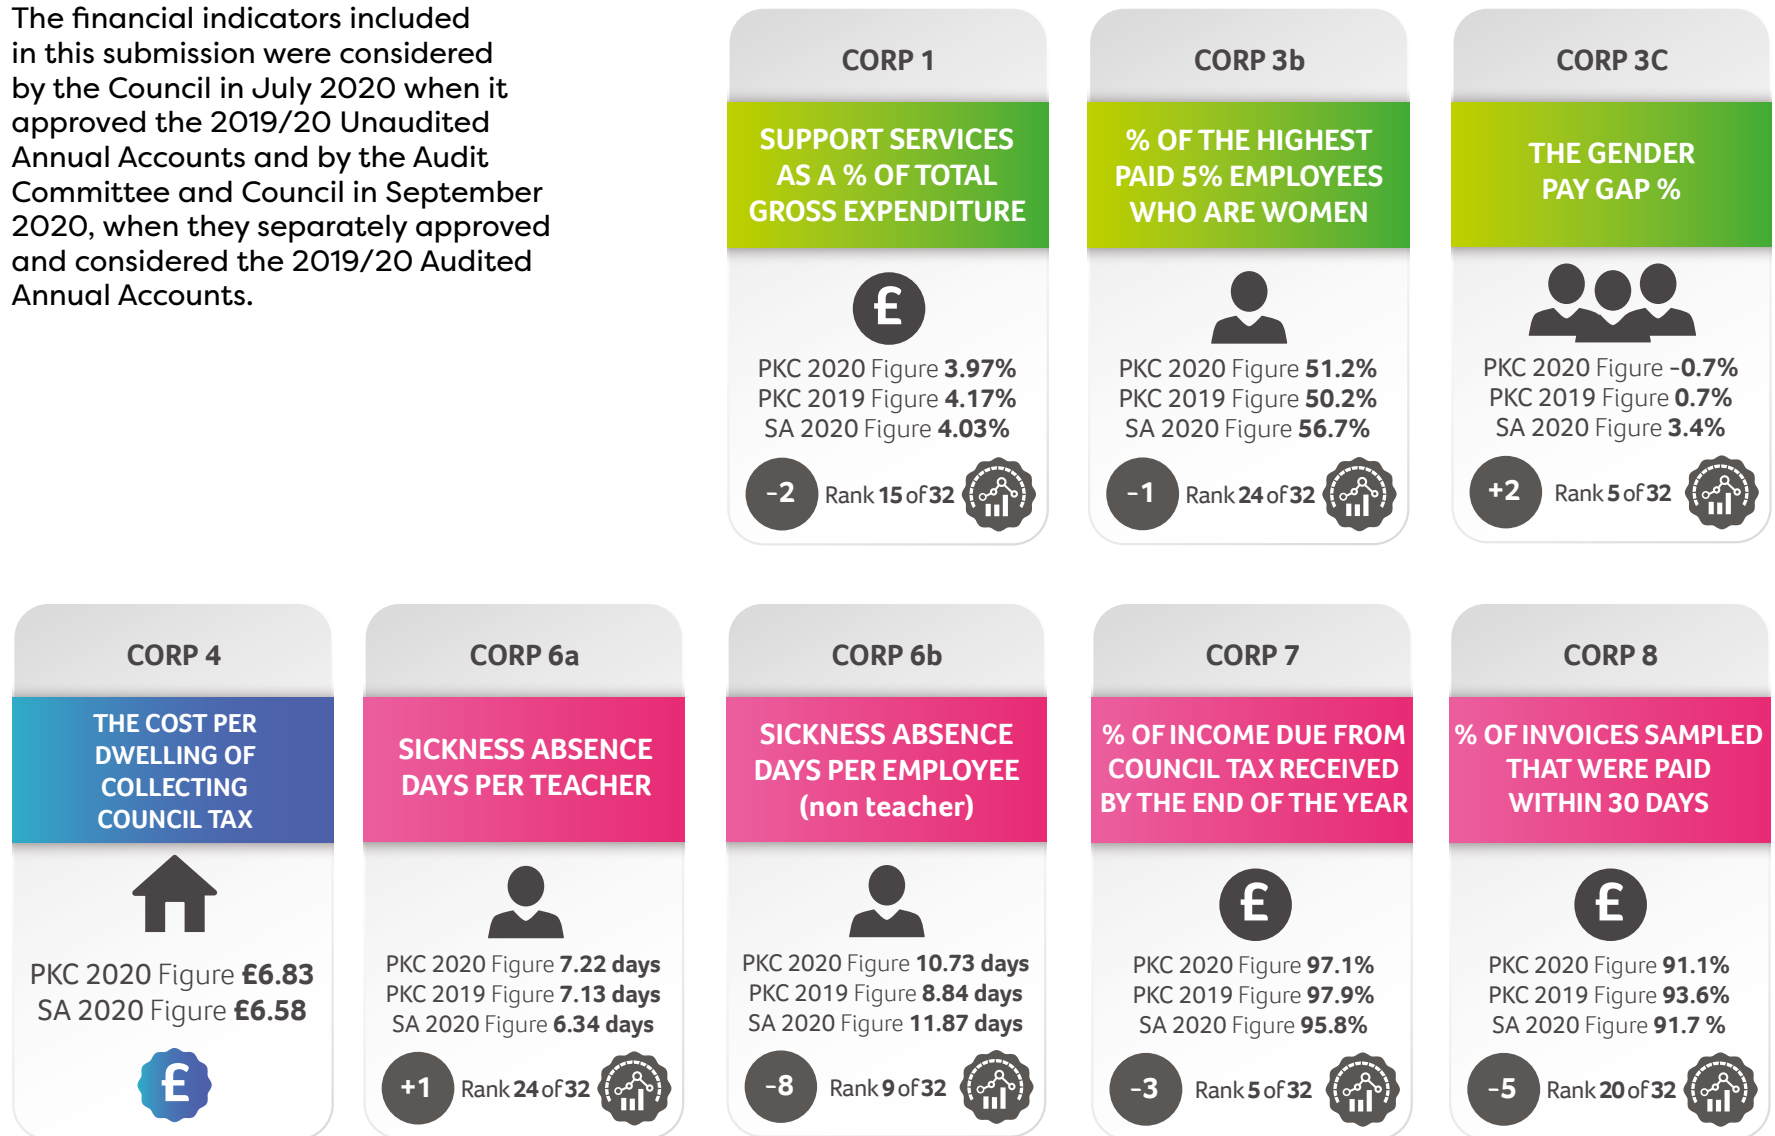 The financial indicators included
in this submission were considered
by the Council in July 2020 when it
approved the 2019/20 Unaudited
Annual Accounts and by the Audit
Committee and Council in September
2020, when they separately approved
and considered the 2019/20 Audited
Annual Accounts.
CORP 1
SUPPORT SERVICES
AS A % OF TOTAL
GROSS EXPENDITURE
£
PKC 2020 Figure 3.97%
PKC 2019 Figure 4.17%
SA 2020 Figure 4.03%
-2 Rank 15 of 32
CORP 3b
% OF THE HIGHEST
PAID 5% EMPLOYEES
WHO ARE WOMEN
PKC 2020 Figure 51.2%
PKC 2019 Figure 50.2%
SA 2020 Figure 56.7%
-1 Rank 24 of 32
CORP 3C
THE GENDER
PAY GAP %
PKC 2020 Figure -0.7%
PKC 2019 Figure 0.7%
SA 2020 Figure 3.4%
+2 Rank 5 of 32
CORP 4
THE COST PER
DWELLING OF
COLLECTING
COUNCIL TAX
PKC 2020 Figure £6.83
SA 2020 Figure £6.58
£
CORP 6a
SICKNESS ABSENCE
DAYS PER TEACHER
PKC 2020 Figure 7.22 days
PKC 2019 Figure 7.13 days
SA 2020 Figure 6.34 days
+1 Rank 24 of 32
CORP 6b
SICKNESS ABSENCE
DAYS PER EMPLOYEE
(non teacher)
PKC 2020 Figure 10.73 days
PKC 2019 Figure 8.84 days
SA 2020 Figure 11.87 days
-8 Rank 9 of 32
CORP 7
% OF INCOME DUE FROM
COUNCIL TAX RECEIVED
BY THE END OF THE YEAR
£
PKC 2020 Figure 97.1%
PKC 2019 Figure 97.9%
SA 2020 Figure 95.8%
-3 Rank 5 of 32
CORP 8
% OF INVOICES SAMPLED
THAT WERE PAID
WITHIN 30 DAYS
£
PKC 2020 Figure 91.1%
PKC 2019 Figure 93.6%
SA 2020 Figure 91.7 %
-5 Rank 20 of 32